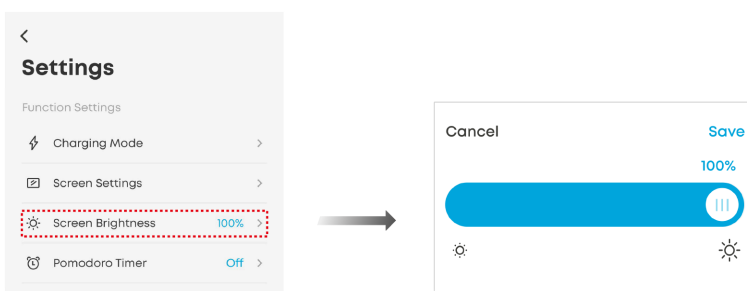 Settings
Function Settings
Charging Mode
Screen Settings
Screen Brightness 100%
Pomodoro Timer Off
Cancel Save
100%